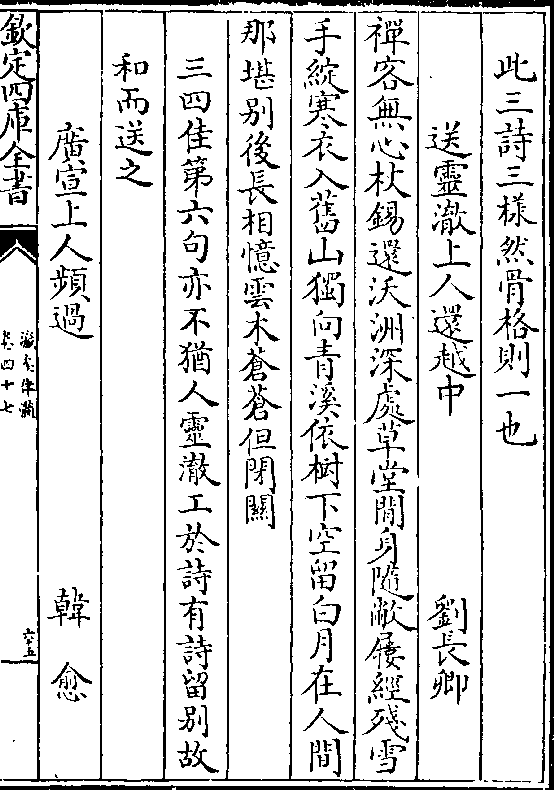 此三詩三様然骨格則一也
送靈澈上人還越中 劉長卿
禪客無心杖錫還沃洲深處草堂閒身隨敝屨經殘雪
手綻寒衣入舊山獨向青溪依樹下空留白月在人間
那堪別後長相憶雲木蒼蒼但閉關
三四佳第六句亦不猶人靈澈工於詩有詩留別故
和而送之
廣宣上人頻過 韓愈
欽定四庫全書
瀛奎律髓
卷四十七
六五